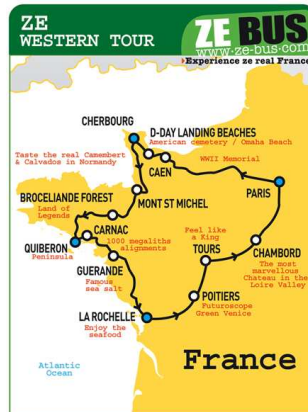 ZE
WESTERN TOUR
ZE BUS
www.ze-bus.com
Experience ze real France
CHERBOURG
D-DAY LANDING BEACHES
American cemetery / Omaha Beach
Taste the real Camembert
& Calvados in Normandy
CAEN
WWII Memorial
PARIS
MONT ST MICHEL
BROCELIANDE FOREST
Land of
Legends
CARNAC
1000 megaliths
alignments
QUIBERON
Peninsula
Feel like
a King
TOURS
CHAMBORD
The most
marvellous
Chateau in the
Loire Valley
GUERANDE
Famous
sea salt
POITIERS
Futuroscope
Green Venice
LA ROCHELLE
Enjoy the
seafood
France
Atlantic
Ocean